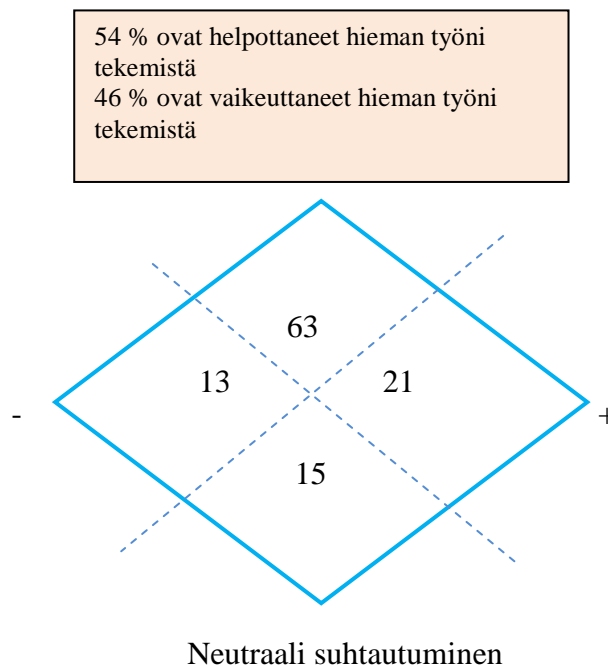 54 % ovat helpottaneet hieman työni
tekemistä
46 % ovat vaikeuttaneet hieman työni
tekemistä
63
13
21
-
+
15
Neutraali suhtautuminen